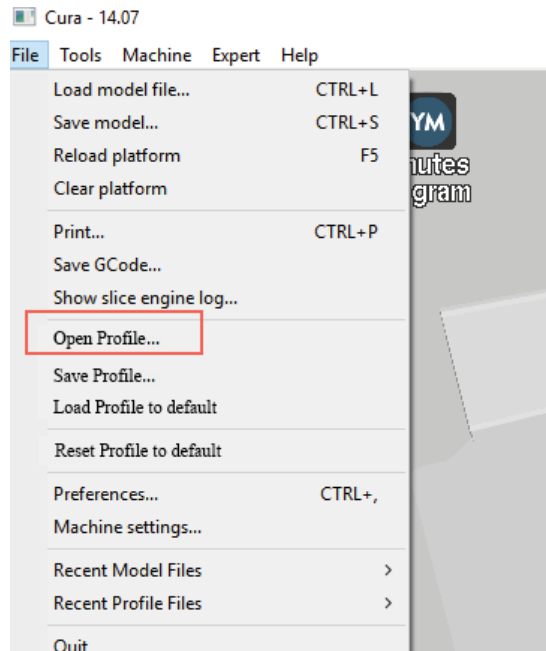 Cura - 14.07
File Tools Machine Expert Help
Load model file... CTRL+L
Save model... CTRL+S
Reload platform F5
Clear platform
Print... CTRL+P
Save GCode...
Show slice engine log...
Open Profile...
Save Profile...
Load Profile to default
Reset Profile to default
Preferences... CTRL+,
Machine settings...
Recent Model Files >
Recent Profile Files >
Quit
YM
nutes
gram